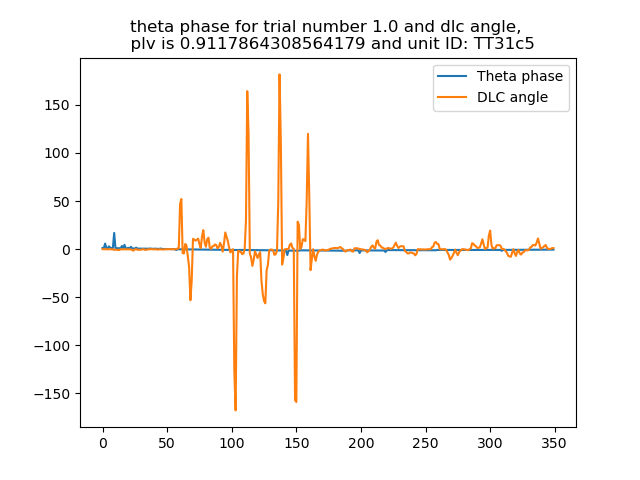 theta phase for trial number 1.0 and dlc angle,
plv is 0.9117864308564179 and unit ID: TT31c5
Theta phase
DLC angle
150
100
50
0
−50
−100
−150
0 50 100 150 200 250 300 350